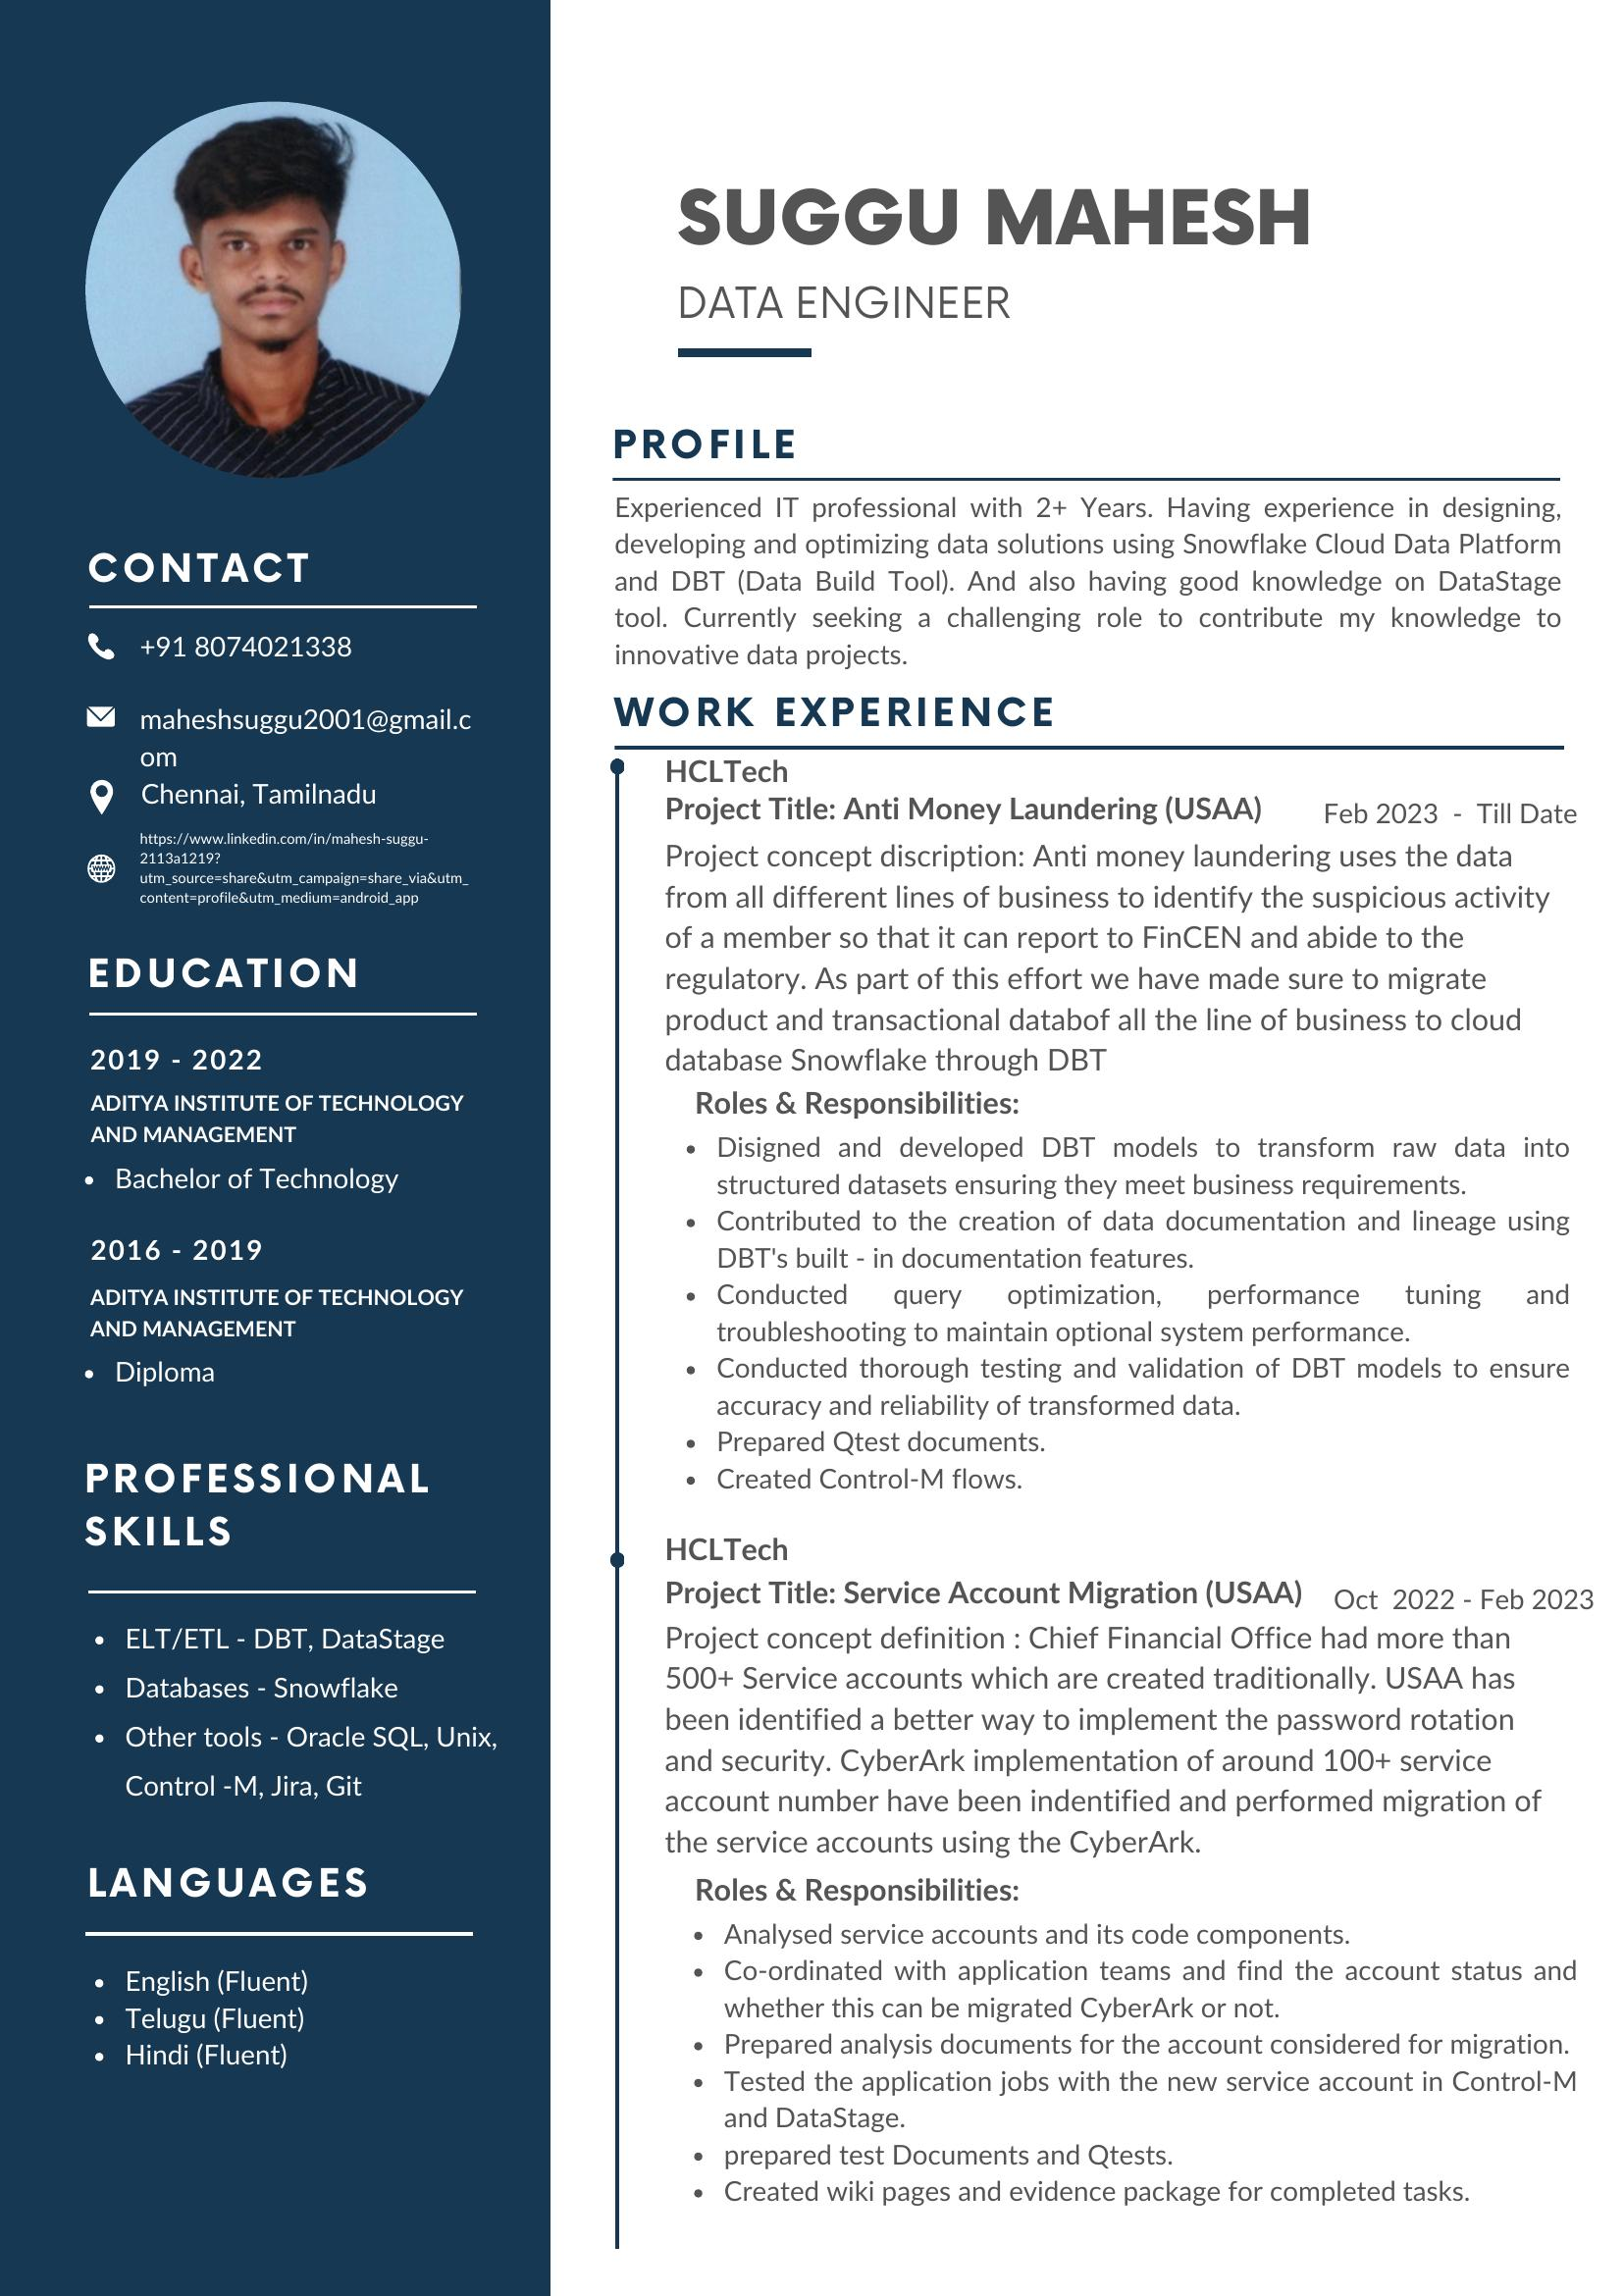 SUGGU MAHESH
DATA ENGINEER
CONTACT
+91 8074021338
maheshsuggu2001@gmail.c
om
Chennai, Tamilnadu
https://www.linkedin.com/in/mahesh-suggu-
2113a1219?
utm_source=share&utm_campaign=share_via&utm_
content=profile&utm_medium=android_app
EDUCATION
2019 - 2022
ADITYA INSTITUTE OF TECHNOLOGY
AND MANAGEMENT
• Bachelor of Technology
2016 - 2019
ADITYA INSTITUTE OF TECHNOLOGY
AND MANAGEMENT
• Diploma
PROFESSIONAL
SKILLS
• ELT/ETL - DBT, DataStage
• Databases - Snowflake
• Other tools - Oracle SQL, Unix,
Control -M, Jira, Git
LANGUAGES
• English (Fluent)
• Telugu (Fluent)
• Hindi (Fluent)
PROFILE
Experienced IT professional with 2+ Years. Having experience in designing,
developing and optimizing data solutions using Snowflake Cloud Data Platform
and DBT (Data Build Tool). And also having good knowledge on DataStage
tool. Currently seeking a challenging role to contribute my knowledge to
innovative data projects.
WORK EXPERIENCE
HCLTech
Project Title: Anti Money Laundering (USAA) Feb 2023 - Till Date
Project concept discription: Anti money laundering uses the data
from all different lines of business to identify the suspicious activity
of a member so that it can report to FinCEN and abide to the
regulatory. As part of this effort we have made sure to migrate
product and transactional databof all the line of business to cloud
database Snowflake through DBT
Roles & Responsibilities:
• Disigned and developed DBT models to transform raw data into
structured datasets ensuring they meet business requirements.
• Contributed to the creation of data documentation and lineage using
DBT's built - in documentation features.
• Conducted query optimization, performance tuning and
troubleshooting to maintain optional system performance.
• Conducted thorough testing and validation of DBT models to ensure
accuracy and reliability of transformed data.
• Prepared Qtest documents.
• Created Control-M flows.
HCLTech
Project Title: Service Account Migration (USAA) Oct 2022 - Feb 2023
Project concept definition : Chief Financial Office had more than
500+ Service accounts which are created traditionally. USAA has
been identified a better way to implement the password rotation
and security. CyberArk implementation of around 100+ service
account number have been indentified and performed migration of
the service accounts using the CyberArk.
Roles & Responsibilities:
• Analysed service accounts and its code components.
• Co-ordinated with application teams and find the account status and
whether this can be migrated CyberArk or not.
• Prepared analysis documents for the account considered for migration.
• Tested the application jobs with the new service account in Control-M
and DataStage.
• prepared test Documents and Qtests.
• Created wiki pages and evidence package for completed tasks.